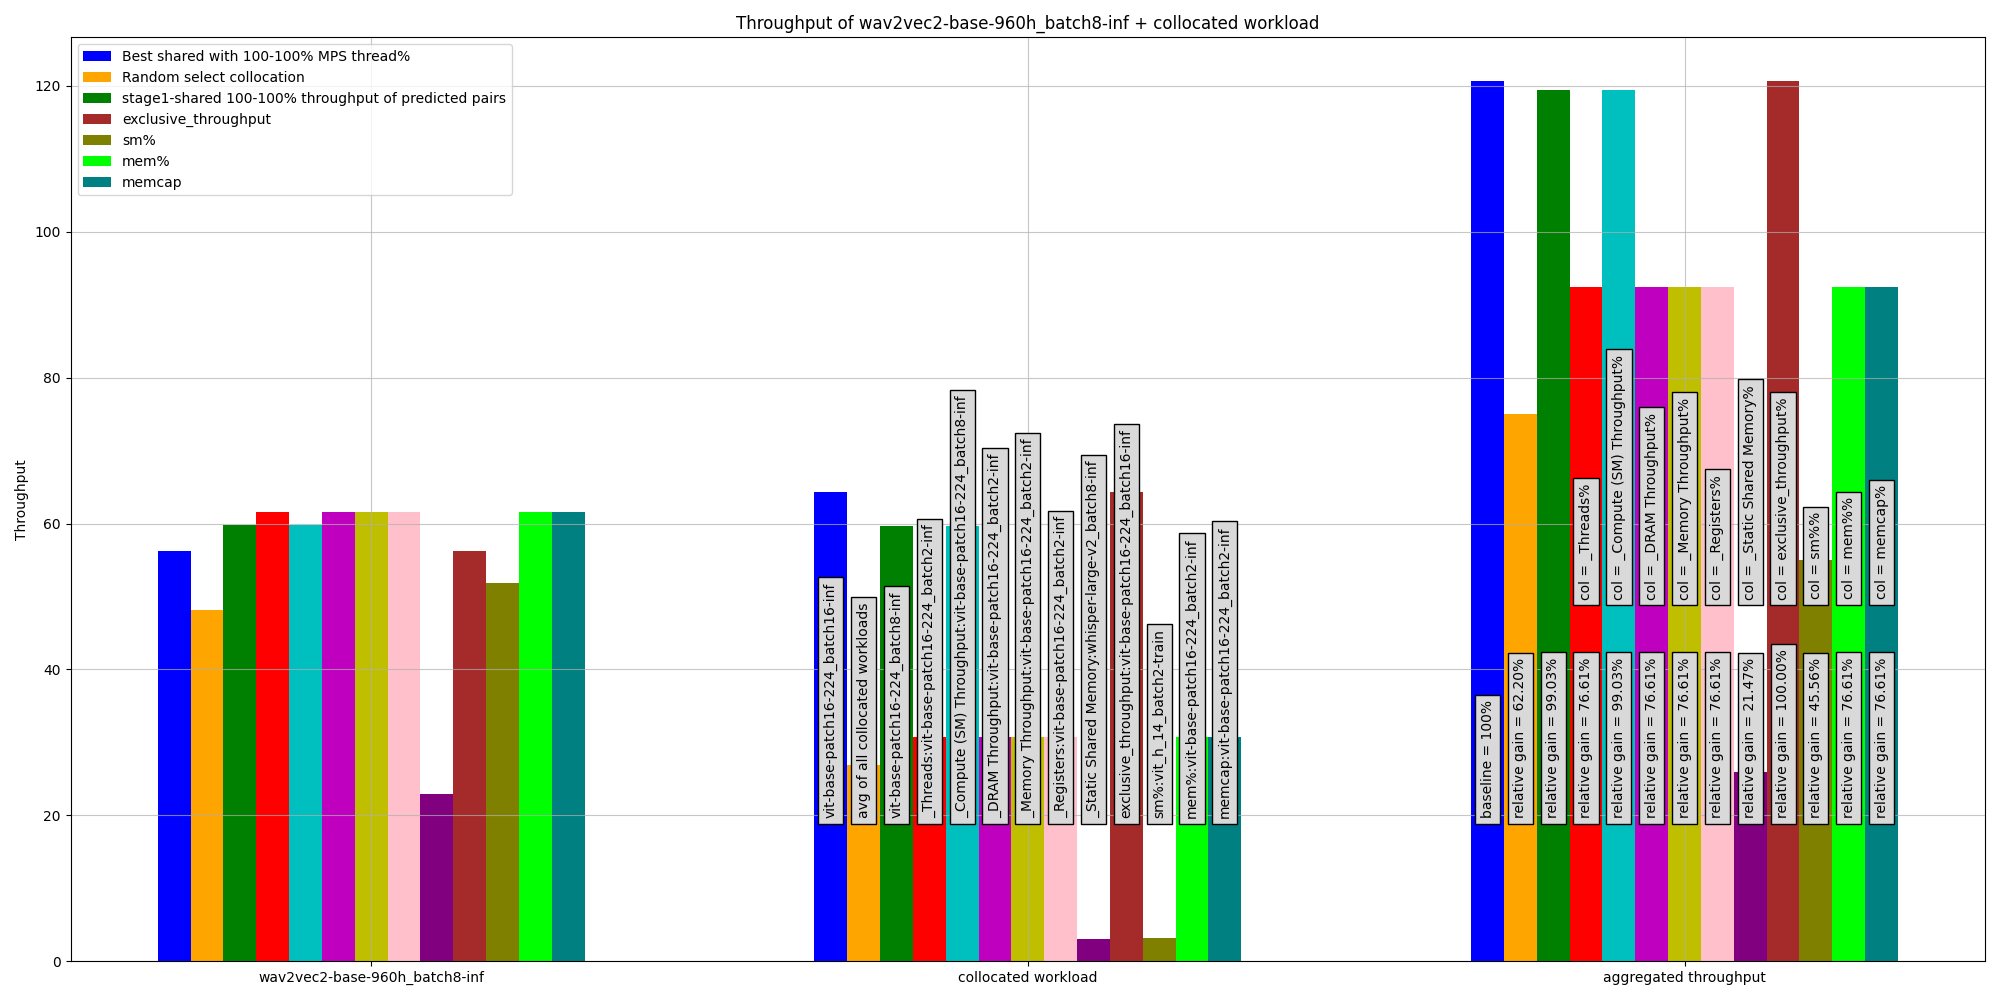 Throughput of wav2vec2-base-960h_batch8-inf + collocated workload
Best shared with 100-100% MPS thread%
Random select collocation
stage1-shared 100-100% throughput of predicted pairs
exclusive_throughput
sm%
mem%
memcap
Throughput
120
100
80
60
40
20
0
vit-base-patch16-224_batch16-inf
avg of all collocated workloads
vit-base-patch16-224_batch8-inf
_Threads:vit-base-patch16-224_batch2-inf
_Compute (SM) Throughput:vit-base-patch16-224_batch8-inf
_DRAM Throughput:vit-base-patch16-224_batch2-inf
_Memory Throughput:vit-base-patch16-224_batch2-inf
_Registers:vit-base-patch16-224_batch2-inf
_Static Shared Memory:whisper-large-v2_batch8-inf
exclusive_throughput:vit-base-patch16-224_batch16-inf
sm%:vit_h_14_batch2-train
mem%:vit-base-patch16-224_batch2-inf
memcap:vit-base-patch16-224_batch2-inf
col = _Threads%
col = _Compute (SM) Throughput%
col = _DRAM Throughput%
col = _Memory Throughput%
col = _Registers%
col = _Static Shared Memory%
col = exclusive_throughput%
col = sm%%
col = mem%%
col = memcap%
baseline = 100%
relative gain = 62.20%
relative gain = 99.03%
relative gain = 76.61%
relative gain = 99.03%
relative gain = 76.61%
relative gain = 76.61%
relative gain = 76.61%
relative gain = 21.47%
relative gain = 100.00%
relative gain = 45.56%
relative gain = 76.61%
relative gain = 76.61%
wav2vec2-base-960h_batch8-inf
collocated workload
aggregated throughput